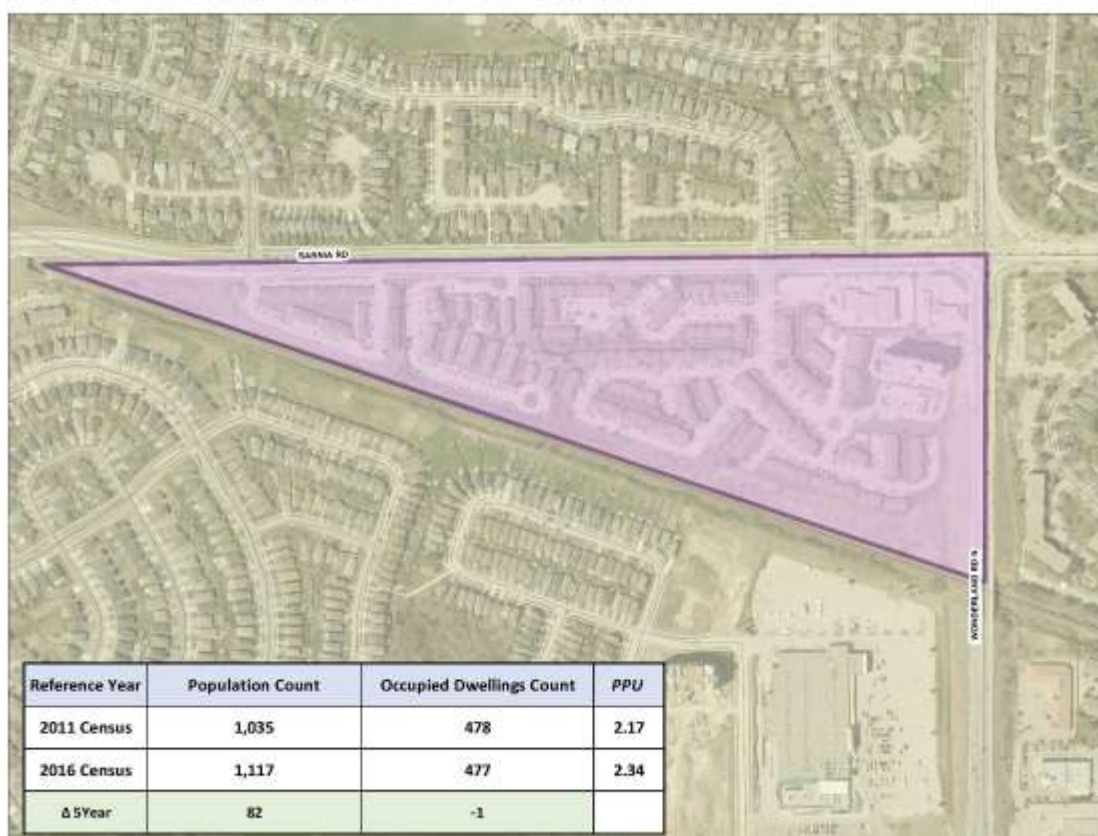 SARNIA RD
WONDERLAND RD N
Reference Year Population Count Occupied Dwellings Count PPU
2011 Census 1,035 478 2.17
2016 Census 1,117 477 2.34
Δ 5Year 82 -1